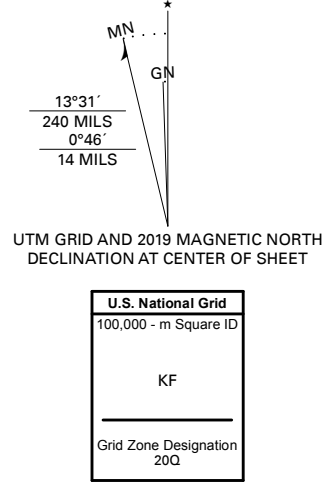 MN
GN
13°31´
240 MILS
0°46´
14 MILS
UTM GRID AND 2019 MAGNETIC NORTH
DECLINATION AT CENTER OF SHEET
U.S. National Grid
100,000 - m Square ID
KF
Grid Zone Designation
20Q